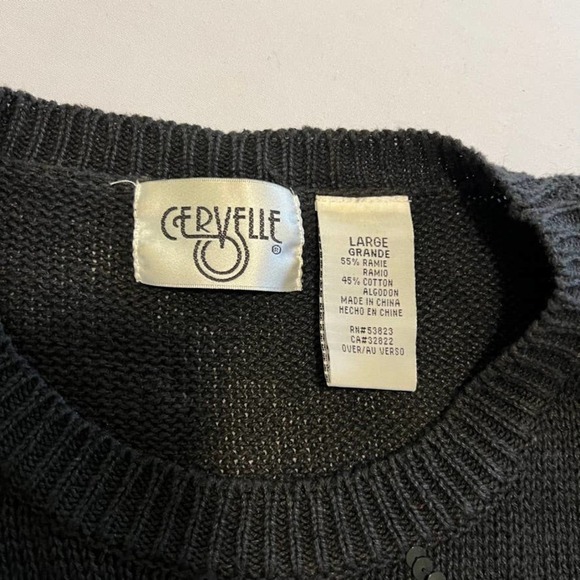 CERVELLE
®
LARGE
GRANDE
55% RAMIE
RAMIO
45% COTTON
ALGODON
MADE IN CHINA
HECHO EN CHINE
RN#53823
CA#32822
OVER/AU VERSO